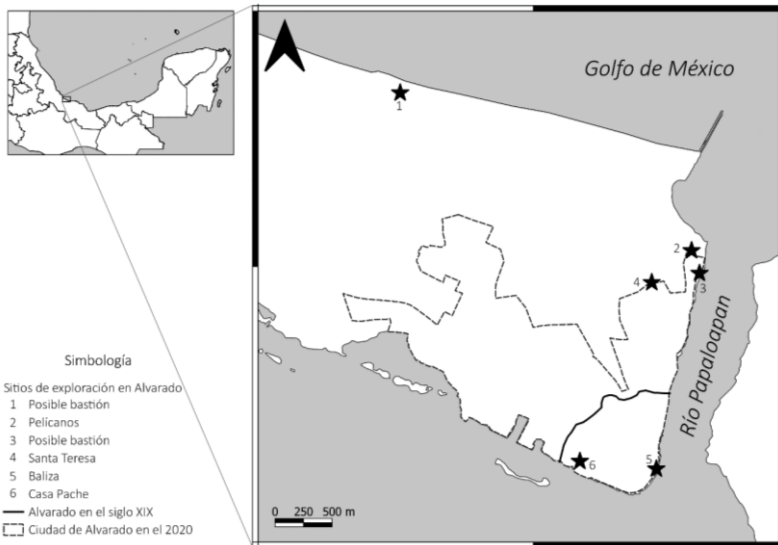 Golfo de México
1
2
3
4
Río Papaloapan
5
6
0 250 500 m
Simbología
Sitios de exploración en Alvarado
1 Posible bastión
2 Pelícanos
3 Posible bastión
4 Santa Teresa
5 Baliza
6 Casa Pache
Alvarado en el siglo XIX
Ciudad de Alvarado en el 2020